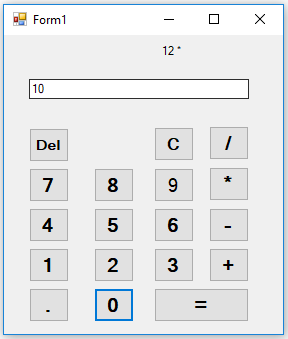 Form1
12 *
10
Del C /
7 8 9 *
4 5 6 -
1 2 3 +
. 0 =